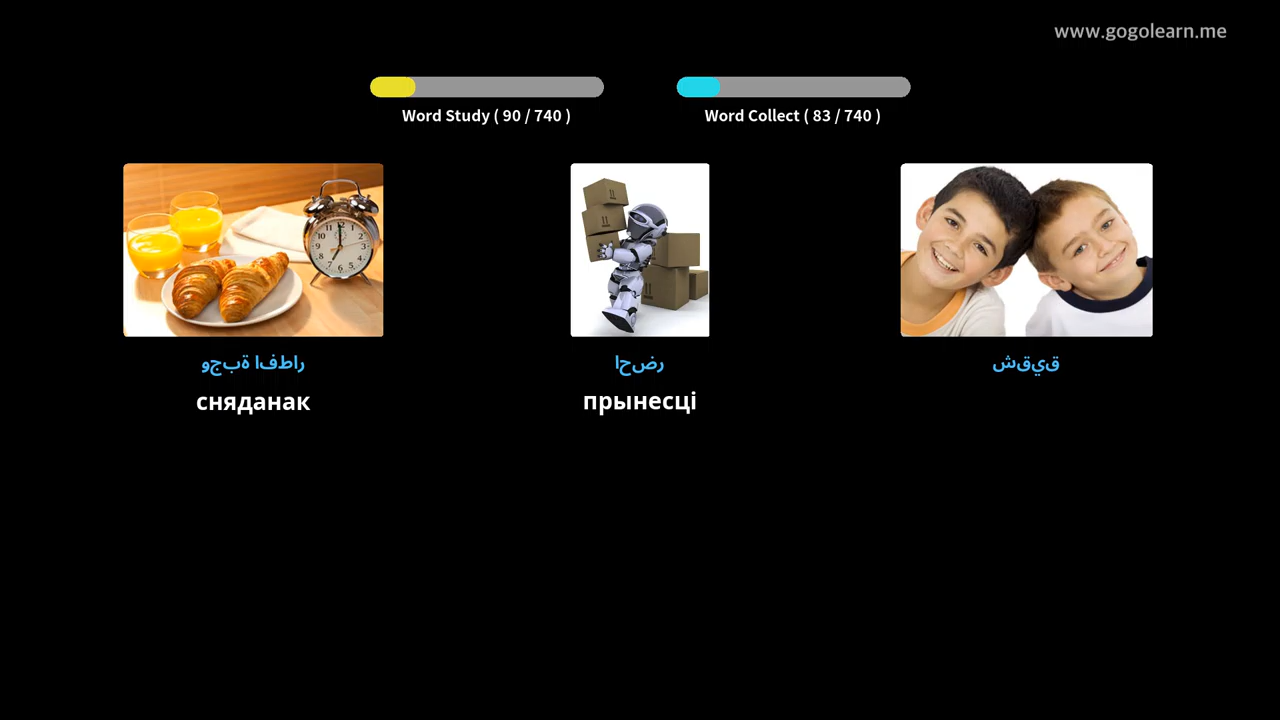 www.gogolearn.me
Word Study ( 90 / 740 )
Word Collect ( 83 / 740 )
وجبة افطار
احضر
شقيق
сняданак
прынесці